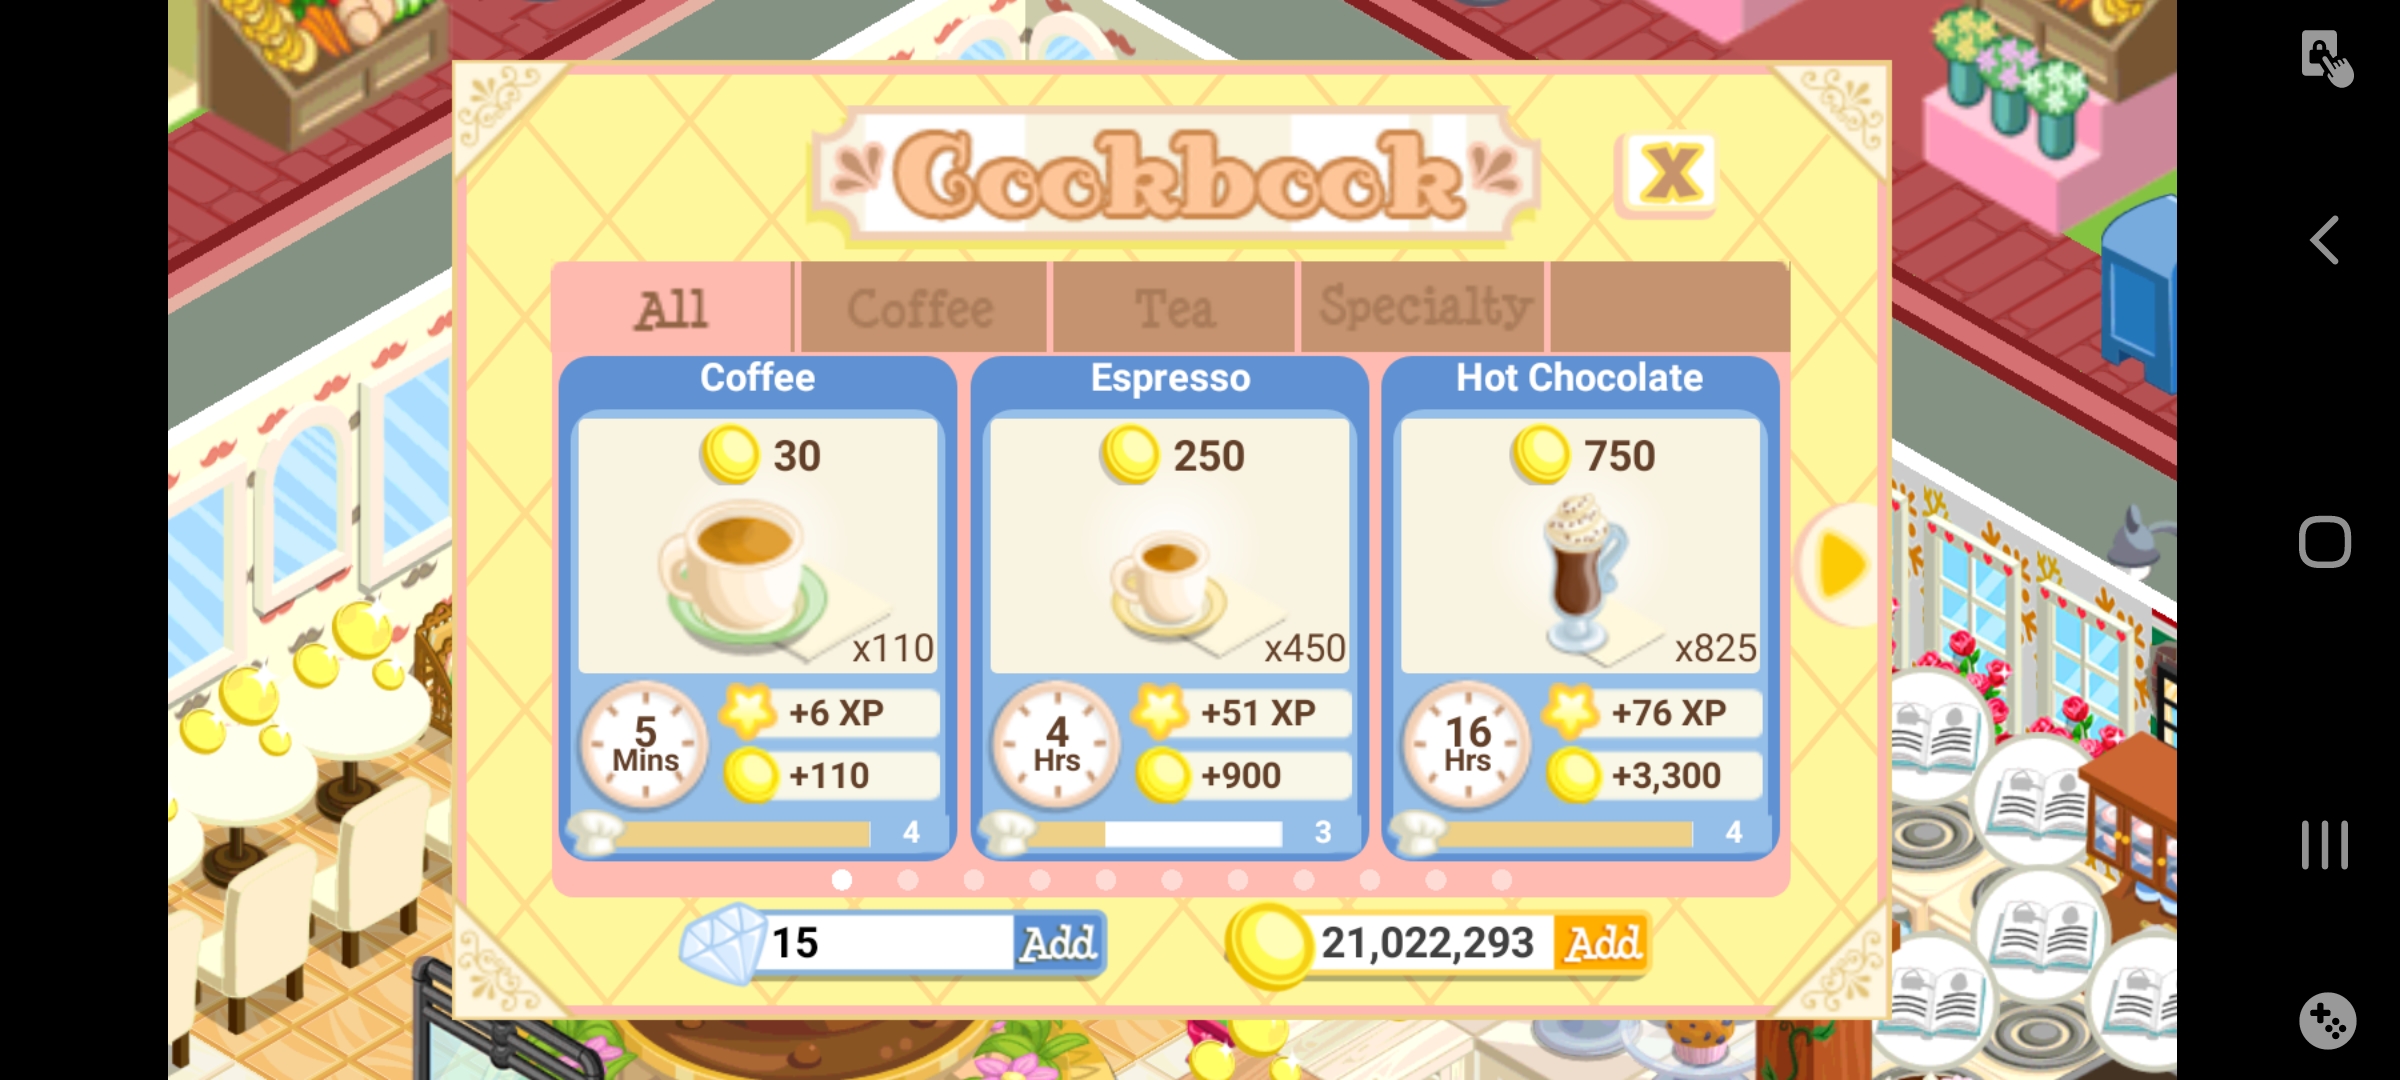 Cookbook
X
All
Coffee
Tea
Specialty
Coffee
30
x110
5
Mins
+6 XP
+110
4
Espresso
250
x450
4
Hrs
+51 XP
+900
3
Hot Chocolate
750
x825
16
Hrs
+76 XP
+3,300
4
15
Add
21,022,293
Add